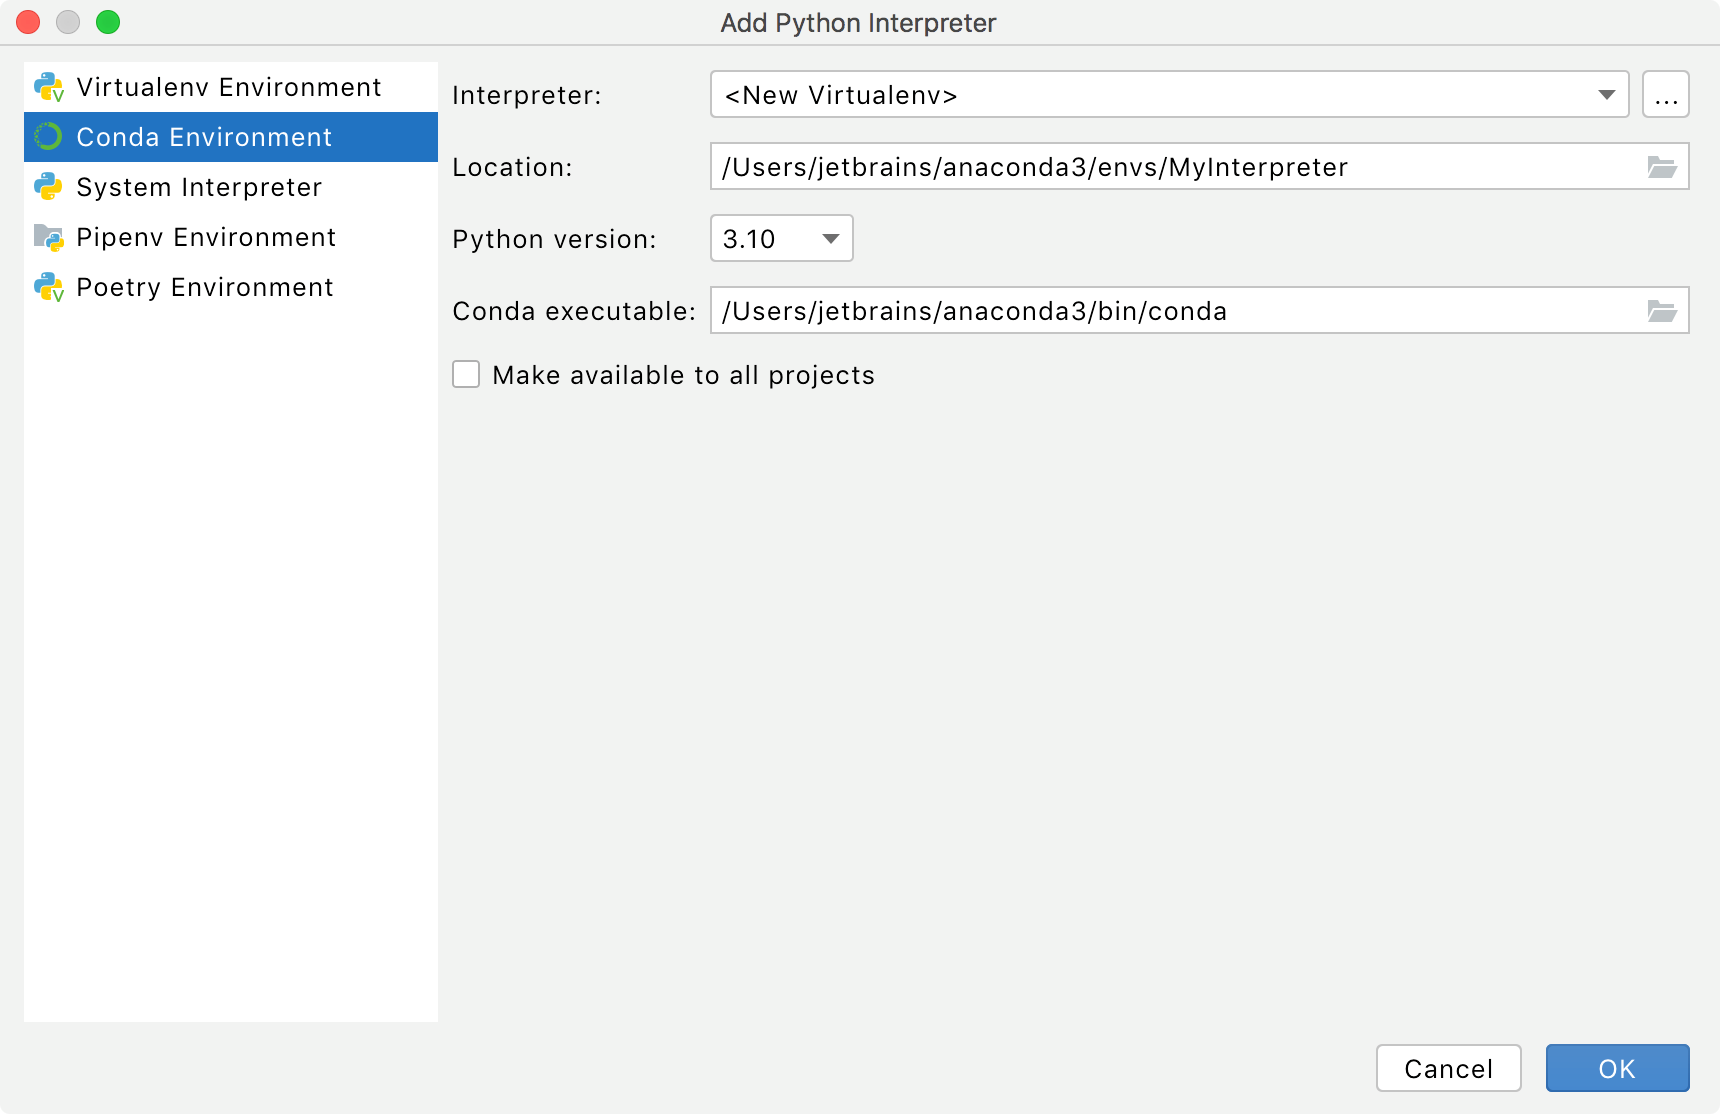 Add Python Interpreter
Virtualenv Environment
Conda Environment
System Interpreter
Pipenv Environment
Poetry Environment
Interpreter: <New Virtualenv> ...
Location: /Users/jetbrains/anaconda3/envs/MyInterpreter
Python version: 3.10
Conda executable: /Users/jetbrains/anaconda3/bin/conda
Make available to all projects
Cancel OK